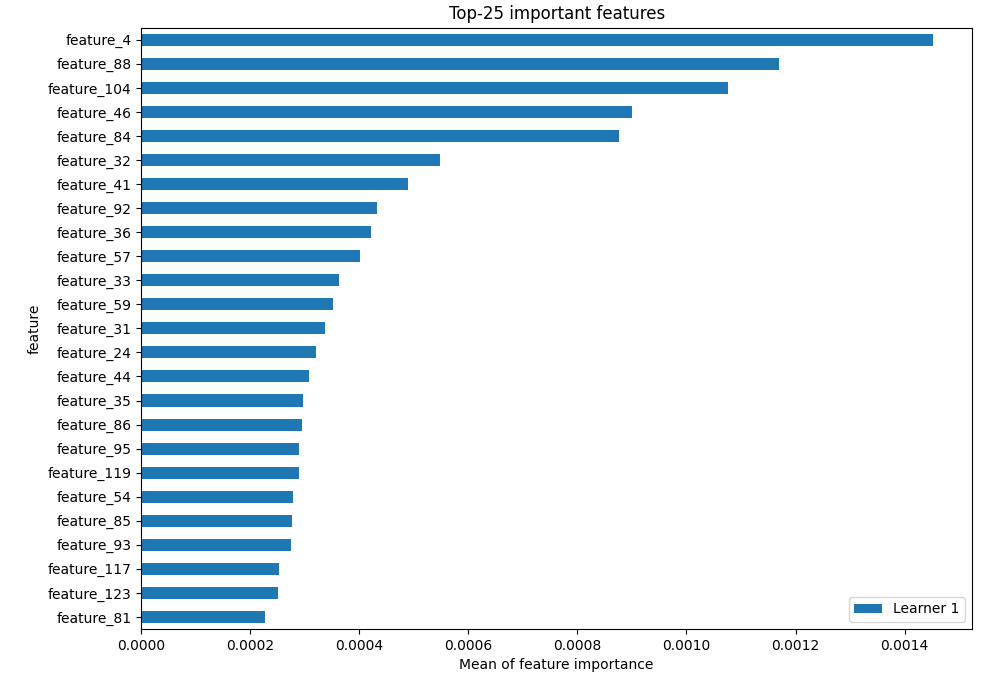 Top-25 important features
feature_4
feature_88
feature_104
feature_46
feature_84
feature_32
feature_41
feature_92
feature_36
feature_57
feature_33
feature_59
feature_31
feature_24
feature_44
feature_35
feature_86
feature_95
feature_119
feature_54
feature_85
feature_93
feature_117
feature_123
feature_81
feature
Learner 1
0.0000 0.0002 0.0004 0.0006 0.0008 0.0010 0.0012 0.0014
Mean of feature importance